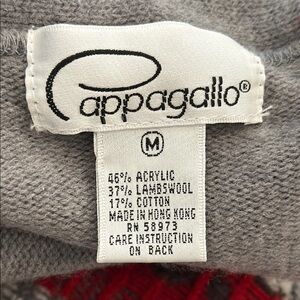 Pappagallo®
M
46% ACRYLIC
37% LAMBSWOOL
17% COTTON
MADE IN HONG KONG
RN 58973
CARE INSTRUCTION
ON BACK